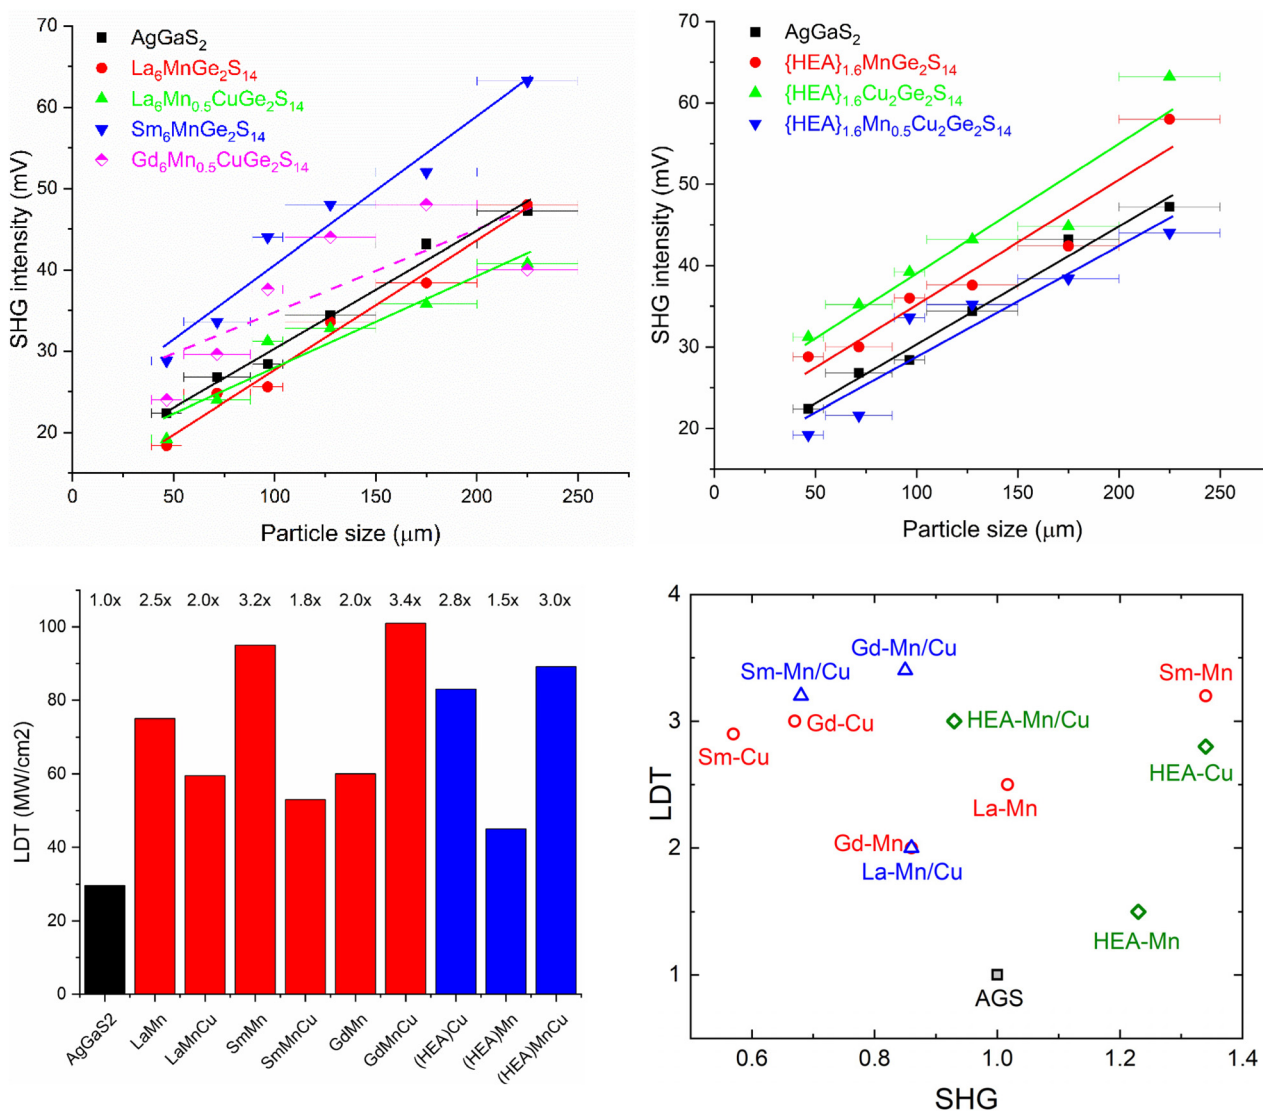 AgGaS2
La6MnGe2S14
La6Mn0.5CuGe2S14
Sm6MnGe2S14
Gd6Mn0.5CuGe2S14
SHG intensity (mV)
70
60
50
40
30
20
0 50 100 150 200 250
Particle size (μm)
AgGaS2
{HEA}1.6MnGe2S14
{HEA}1.6Cu2Ge2S14
{HEA}1.6Mn0.5Cu2Ge2S14
SHG intensity (mV)
70
60
50
40
30
20
0 50 100 150 200 250
Particle size (μm)
1.0x 2.5x 2.0x 3.2x 1.8x 2.0x 3.4x 2.8x 1.5x 3.0x
LDT (MW/cm2)
100
80
60
40
20
0
AgGaS2 LaMn LaMnCu SmMn SmMnCu GdMn GdMnCu (HEA)Cu (HEA)Mn (HEA)MnCu
LDT
4
3
2
1
Gd-Mn/Cu
Sm-Mn/Cu
Sm-Mn
Gd-Cu
HEA-Mn/Cu
Sm-Cu
HEA-Cu
La-Mn
Gd-Mn
La-Mn/Cu
HEA-Mn
AGS
0.6 0.8 1.0 1.2 1.4
SHG